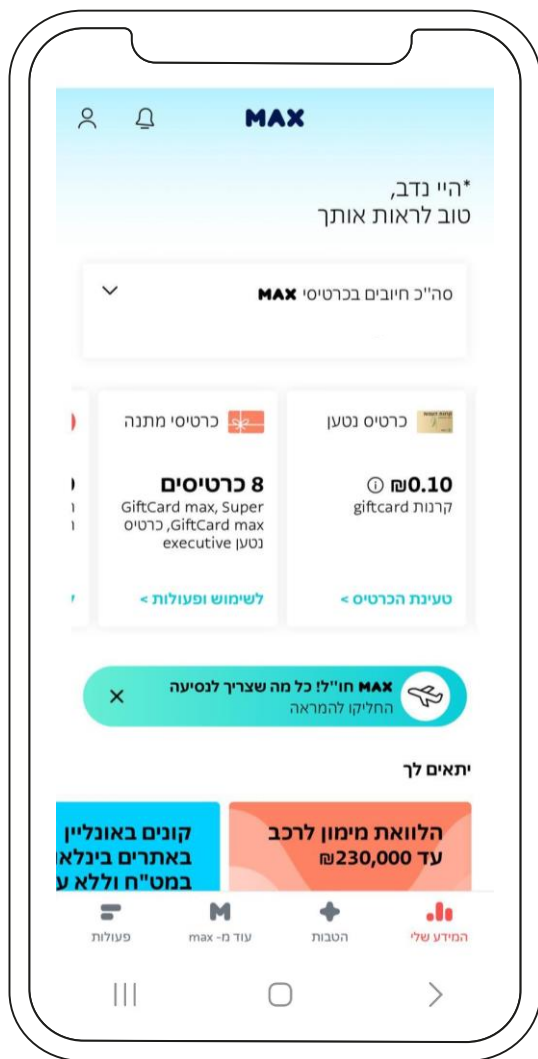 MAX
*היי נדב,
טוב לראות אותך
סה"כ חיובים בכרטיסי MAX
כרטיס נטען
₪0.10
קרנות giftcard
טעינת הכרטיס >
כרטיסי מתנה
8 כרטיסים
GiftCard max, Super
GiftCard max, כרטיס
נטען executive
לשימוש ופעולות >
MAX חו"ל! כל מה שצריך לנסיעה
החליקו להמראה
יתאים לך
הלוואת מימון לרכב
עד ₪230,000
קונים באונליין
באתרים בינלאו
במט"ח וללא ע
המידע שלי
הטבות
עוד מ- max
פעולות